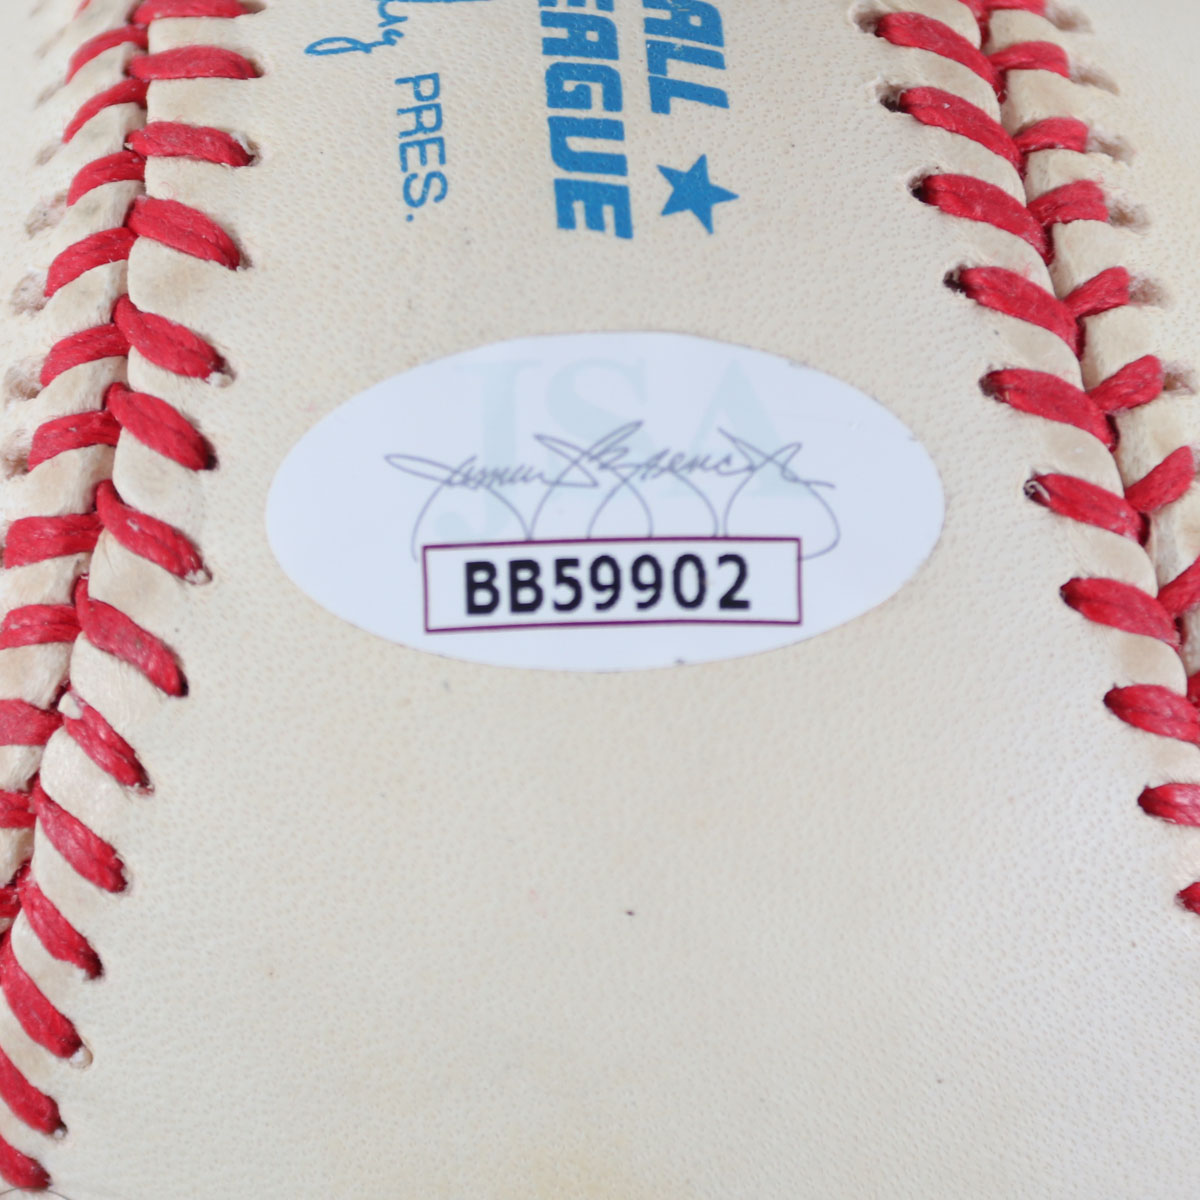 ALL ★
EAGUE
PRES.
JSA
BB59902